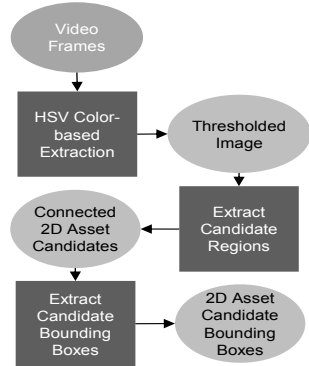 Video
Frames
HSV Color-
based
Extraction
Thresholded
Image
Extract
Candidate
Regions
Connected
2D Asset
Candidates
Extract
Candidate
Bounding
Boxes
2D Asset
Candidate
Bounding
Boxes